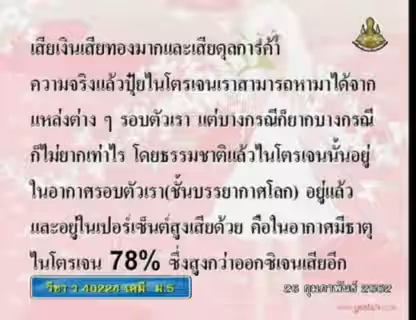 เสียเงินเสียทองมากและเสียดุลการค้า
ความจริงแล้วปุ๋ยไนโตรเจนเราสามารถหามาได้จาก
แหล่งต่าง ๆ รอบตัวเรา แต่บางกรณีก็ยากบางกรณี
ก็ไม่ยากเท่าไร โดยธรรมชาติแล้วไนโตรเจนนั้นอยู่
ในอากาศรอบตัวเรา(ชั้นบรรยากาศโลก) อยู่แล้ว
และอยู่ในเปอร์เซ็นต์สูงเสียด้วย คือในอากาศมีธาตุ
ไนโตรเจน 78% ซึ่งสูงกว่าออกซิเจนเสียอีก
วิชา ว 40224 เคมี ม.5
26 กุมภาพันธ์ 2552